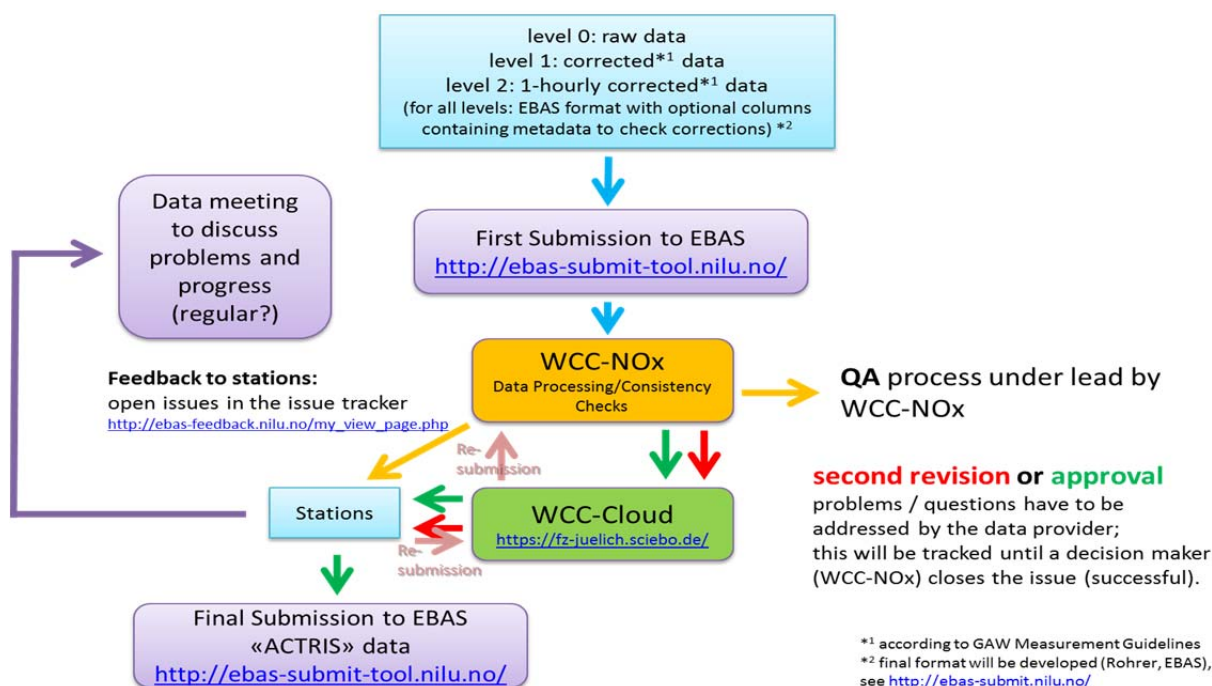 level 0: raw data
level 1: corrected*1 data
level 2: 1-hourly corrected*1 data
(for all levels: EBAS format with optional columns
containing metadata to check corrections) *2
Data meeting
to discuss
problems and
progress
(regular?)
First Submission to EBAS
http://ebas-submit-tool.nilu.no/
WCC-NOx
Data Processing/Consistency
Checks
QA process under lead by
WCC-NOx
Feedback to stations:
open issues in the issue tracker
http://ebas-feedback.nilu.no/my_view_page.php
Re-
submission
second revision or approval
problems / questions have to be
addressed by the data provider;
this will be tracked until a decision maker
(WCC-NOx) closes the issue (successful).
Stations
WCC-Cloud
https://fz-juelich.sciebo.de/
Re-
submission
Final Submission to EBAS
«ACTRIS» data
http://ebas-submit-tool.nilu.no/
*1 according to GAW Measurement Guidelines
*2 final format will be developed (Rohrer, EBAS),
see http://ebas-submit.nilu.no/